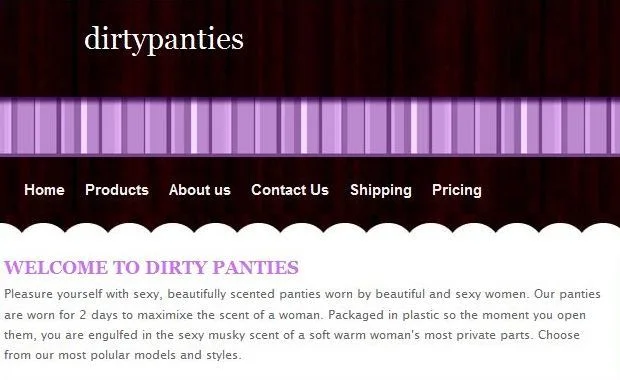 dirtypanties
Home Products About us Contact Us Shipping Pricing
WELCOME TO DIRTY PANTIES
Pleasure yourself with sexy, beautifully scented panties worn by beautiful and sexy women. Our panties
are worn for 2 days to maximixe the scent of a woman. Packaged in plastic so the moment you open
them, you are engulfed in the sexy musky scent of a soft warm woman's most private parts. Choose
from our most polular models and styles.